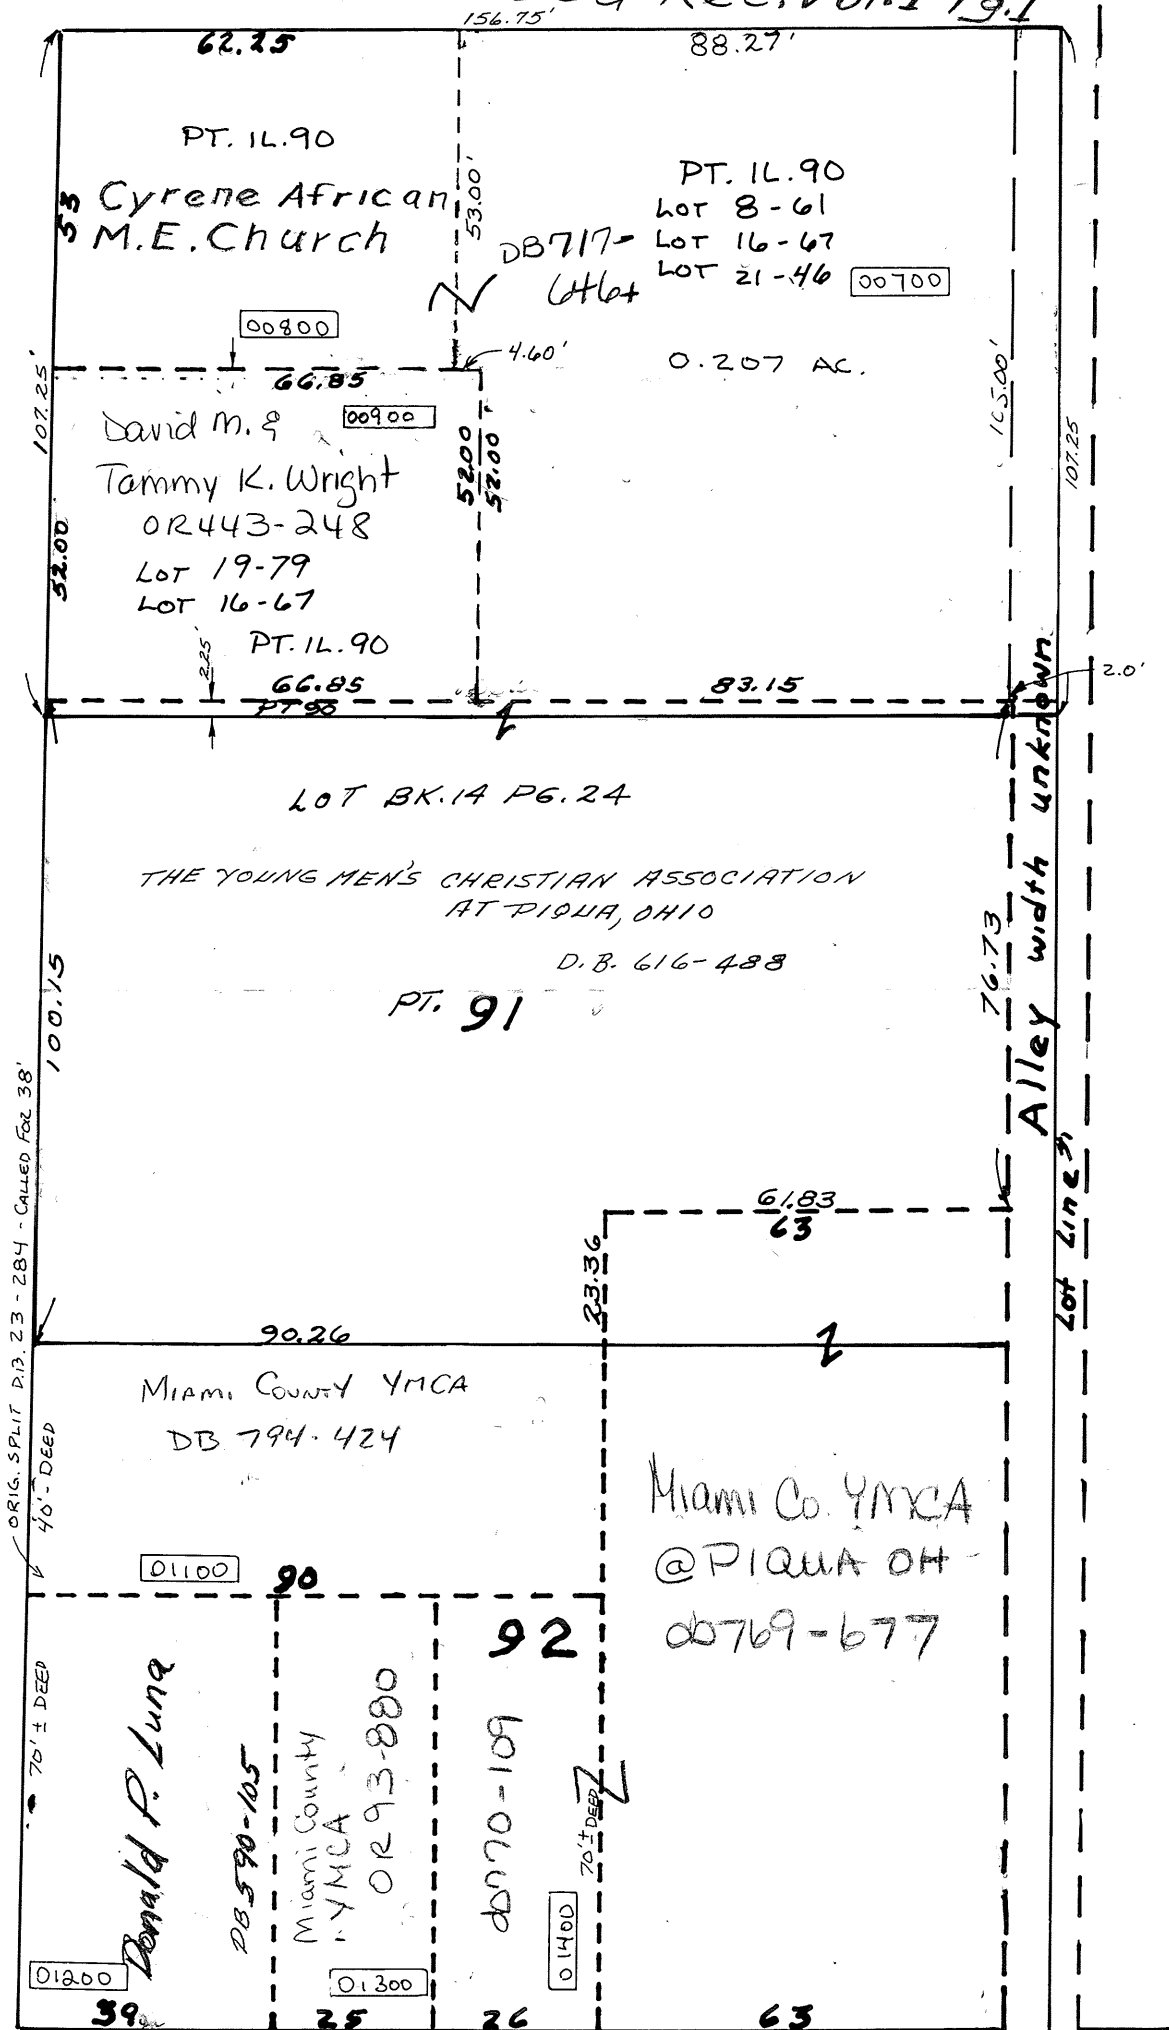 156.75'
62.25
88.27'
PT. IL.90
Cyrene African
M.E. Church
53
53.00'
PT. IL.90
LOT 8-61
DB717- LOT 16-67
646+ LOT 21-46
00700
0.207 AC.
00800
66.85
4.60'
107.25'
105.00'
107.25
David M. &
00900
Tammy K. Wright
OR443-248
LOT 19-79
LOT 16-67
PT. IL.90
52.00
52.00
52.00
2.25'
66.85
83.15
2.0'
PT 90
LOT BK.14 PG.24
THE YOUNG MEN'S CHRISTIAN ASSOCIATION
AT PIQUA, OHIO
D.B. 616-488
PT. 91
100.15
76.73
Alley width unknown
Lot Line
61.83
63
23.36
90.26
ORIG. SPLIT D.B. 23-284 - CALLED FOR 38'
40'- DEED
MIAMI COUNTY YMCA
DB 794-424
01100
90
92
Miami Co. YMCA
@ PIQUA OH
db769-677
70'± DEED
Donald P. Luna
DB 590-105
Miami County
YMCA
OR93-880
db770-109
70'± DEED
01200
01300
01400
39
25
26
63